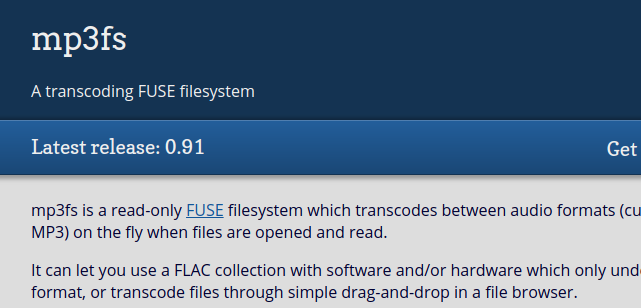 mp3fs
A transcoding FUSE filesystem
Latest release: 0.91
Get
mp3fs is a read-only FUSE filesystem which transcodes between audio formats (cu
MP3) on the fly when files are opened and read.
It can let you use a FLAC collection with software and/or hardware which only und
format, or transcode files through simple drag-and-drop in a file browser.